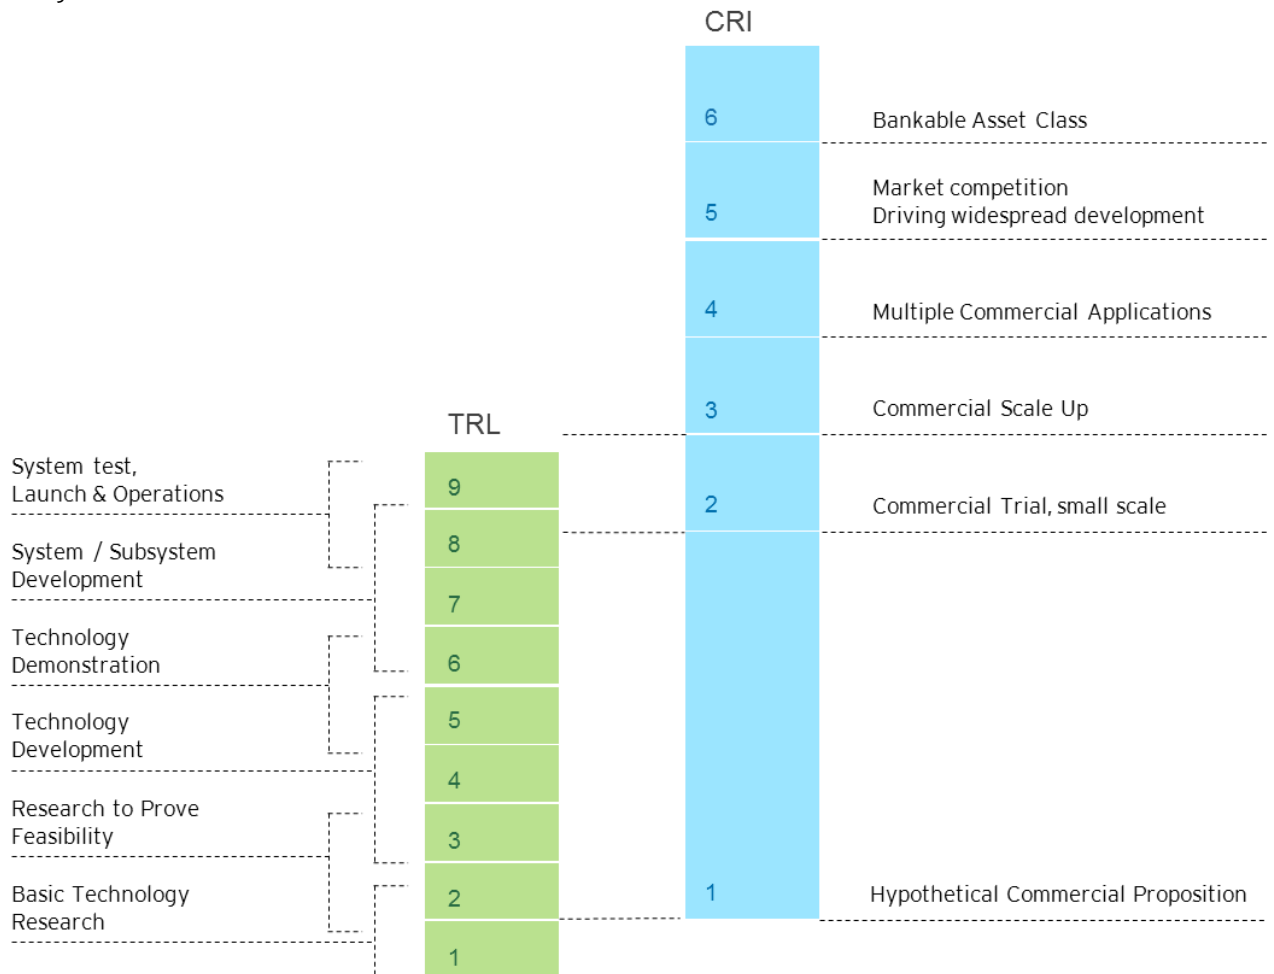 CRI
6
Bankable Asset Class
Market competition
5
Driving widespread development
4
Multiple Commercial Applications
3
Commercial Scale Up
TRL
System test,
Launch & Operations
9
2
Commercial Trial, small scale
System / Subsystem
Development
8
7
Technology
Demonstration
6
Technology
Development
5
4
Research to Prove
Feasibility
3
Basic Technology
Research
2
1
Hypothetical Commercial Proposition
1